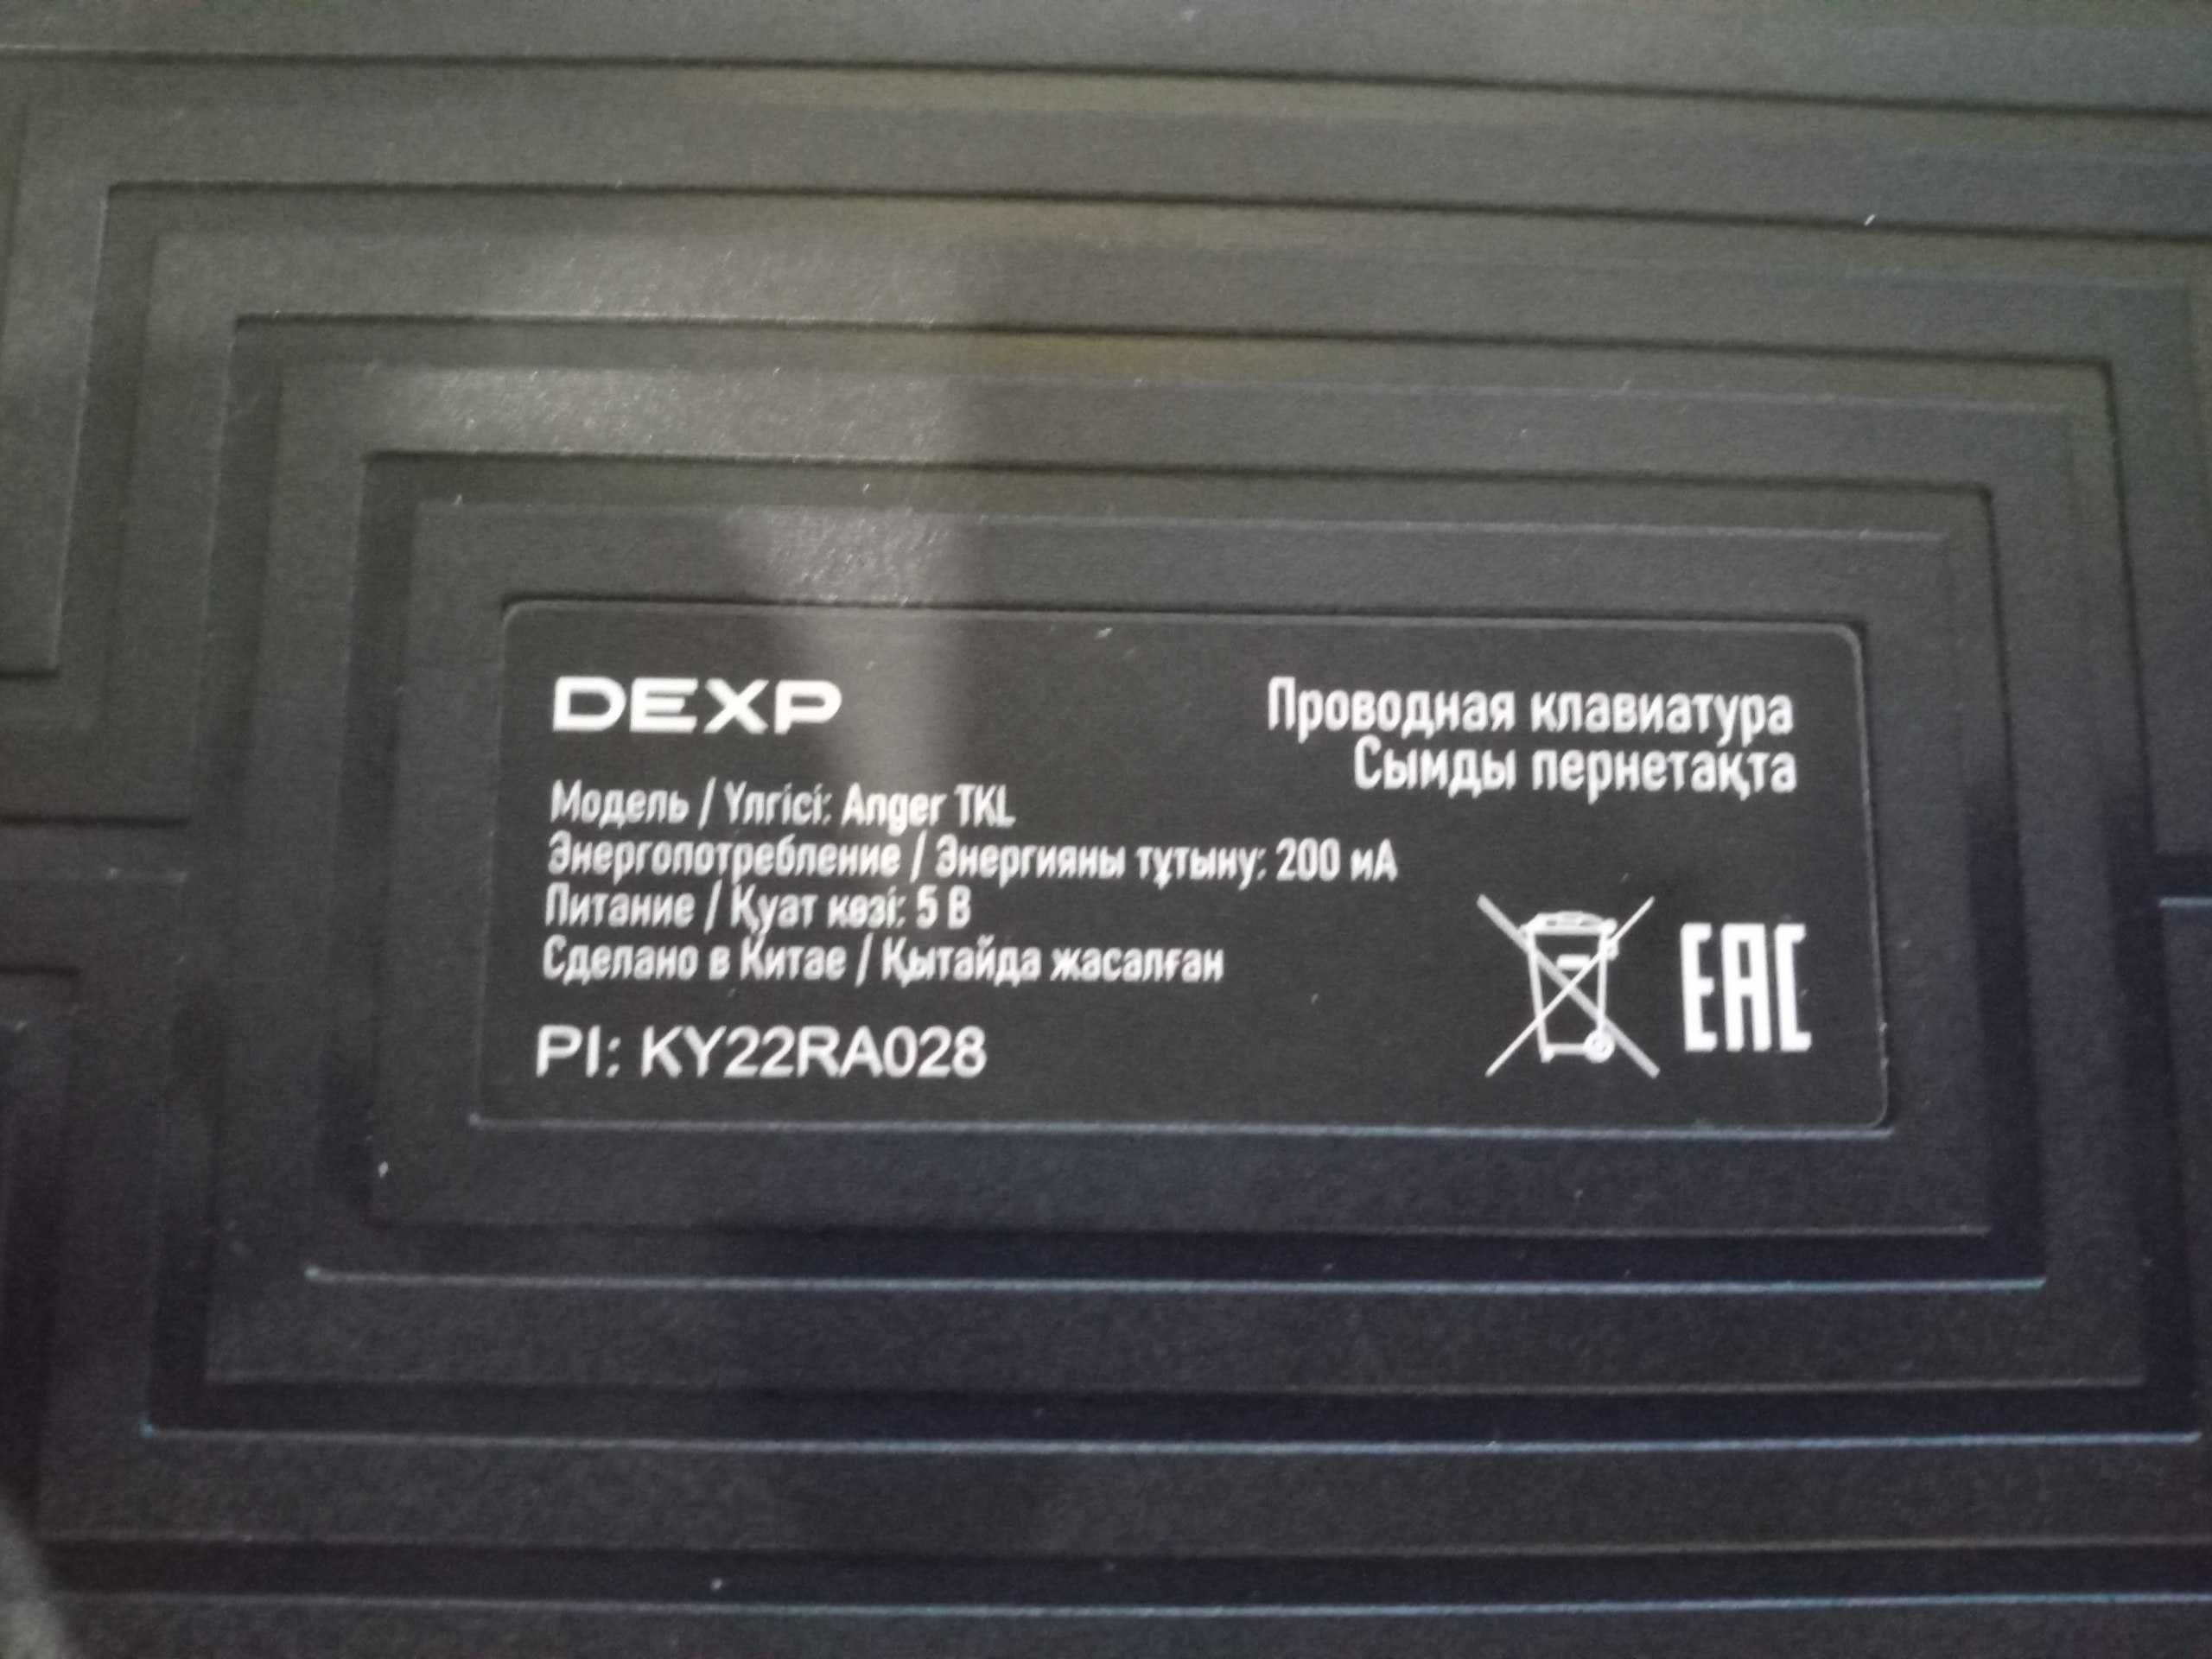 DEXP
Проводная клавиатура
Сымды пернетақта
Модель / Үлгісі: Anger TKL
Энергопотребление / Энергияны тұтыну: 200 мА
Питание / Қуат көзі: 5 В
Сделано в Китае / Қытайда жасалған
PI: KY22RA028
EAC